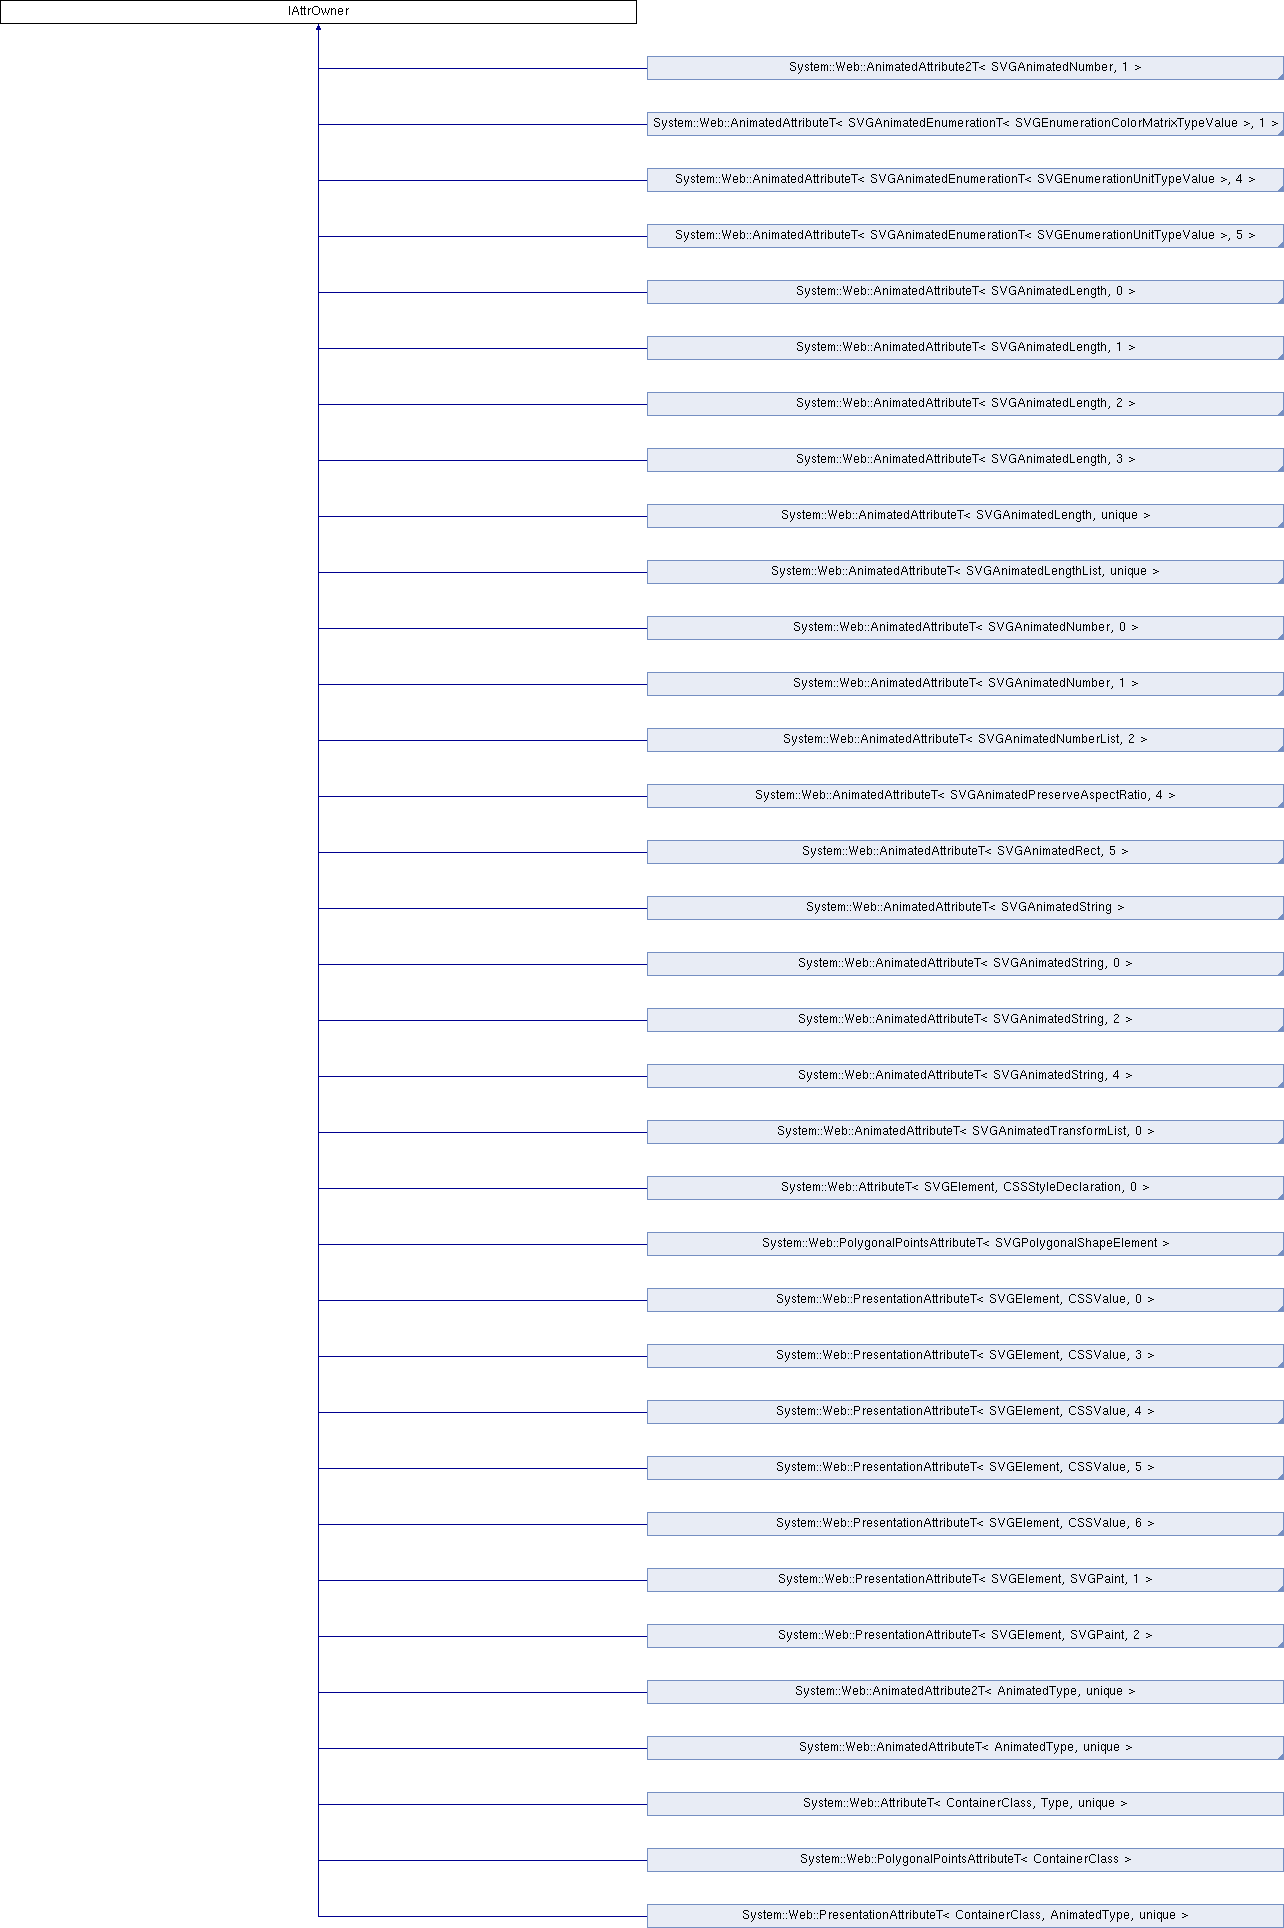 IAttrOwner
System::Web::AnimatedAttribute2T< SVGAnimatedNumber, 1 >
System::Web::AnimatedAttributeT< SVGAnimatedEnumerationT< SVGEnumerationColorMatrixTypeValue >, 1 >
System::Web::AnimatedAttributeT< SVGAnimatedEnumerationT< SVGEnumerationUnitTypeValue >, 4 >
System::Web::AnimatedAttributeT< SVGAnimatedEnumerationT< SVGEnumerationUnitTypeValue >, 5 >
System::Web::AnimatedAttributeT< SVGAnimatedLength, 0 >
System::Web::AnimatedAttributeT< SVGAnimatedLength, 1 >
System::Web::AnimatedAttributeT< SVGAnimatedLength, 2 >
System::Web::AnimatedAttributeT< SVGAnimatedLength, 3 >
System::Web::AnimatedAttributeT< SVGAnimatedLength, unique >
System::Web::AnimatedAttributeT< SVGAnimatedLengthList, unique >
System::Web::AnimatedAttributeT< SVGAnimatedNumber, 0 >
System::Web::AnimatedAttributeT< SVGAnimatedNumber, 1 >
System::Web::AnimatedAttributeT< SVGAnimatedNumberList, 2 >
System::Web::AnimatedAttributeT< SVGAnimatedPreserveAspectRatio, 4 >
System::Web::AnimatedAttributeT< SVGAnimatedRect, 5 >
System::Web::AnimatedAttributeT< SVGAnimatedString >
System::Web::AnimatedAttributeT< SVGAnimatedString, 0 >
System::Web::AnimatedAttributeT< SVGAnimatedString, 2 >
System::Web::AnimatedAttributeT< SVGAnimatedString, 4 >
System::Web::AnimatedAttributeT< SVGAnimatedTransformList, 0 >
System::Web::AttributeT< SVGElement, CSSStyleDeclaration, 0 >
System::Web::PolygonalPointsAttributeT< SVGPolygonalShapeElement >
System::Web::PresentationAttributeT< SVGElement, CSSValue, 0 >
System::Web::PresentationAttributeT< SVGElement, CSSValue, 3 >
System::Web::PresentationAttributeT< SVGElement, CSSValue, 4 >
System::Web::PresentationAttributeT< SVGElement, CSSValue, 5 >
System::Web::PresentationAttributeT< SVGElement, CSSValue, 6 >
System::Web::PresentationAttributeT< SVGElement, SVGPaint, 1 >
System::Web::PresentationAttributeT< SVGElement, SVGPaint, 2 >
System::Web::AnimatedAttribute2T< AnimatedType, unique >
System::Web::AnimatedAttributeT< AnimatedType, unique >
System::Web::AttributeT< ContainerClass, Type, unique >
System::Web::PolygonalPointsAttributeT< ContainerClass >
System::Web::PresentationAttributeT< ContainerClass, AnimatedType, unique >